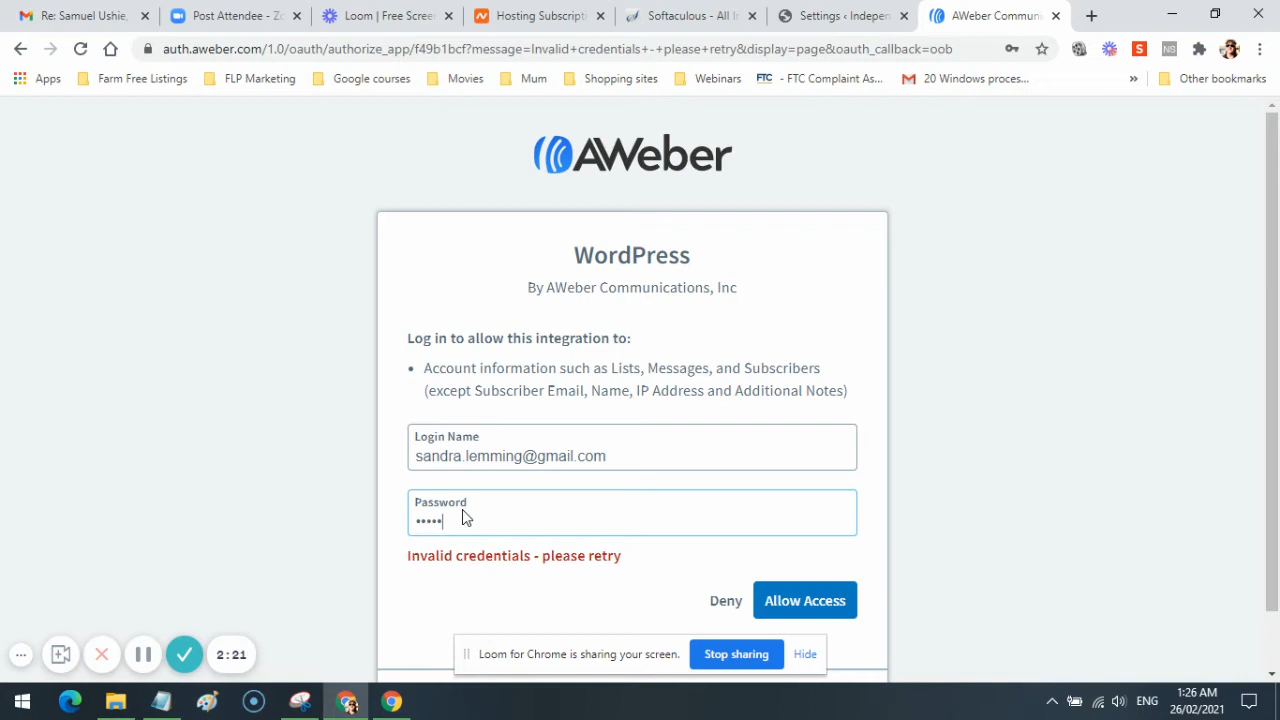 Re: Samuel Ushie,
Post Attendee - Zo
Loom | Free Scree
Hosting Subscripti
Softaculous - All In
Settings ‹ Indepen
AWeber Commun
auth.aweber.com/1.0/oauth/authorize_app/f49b1bcf?message=Invalid+credentials+-+please+retry&display=page&oauth_callback=oob
Apps
Farm Free Listings
FLP Marketing
Google courses
Movies
Mum
Shopping sites
Webinars
FTC - FTC Complaint As...
20 Windows proces...
»
Other bookmarks
AWeber
WordPress
By AWeber Communications, Inc
Log in to allow this integration to:
• Account information such as Lists, Messages, and Subscribers
(except Subscriber Email, Name, IP Address and Additional Notes)
Login Name
sandra.lemming@gmail.com
Password
•••••
Invalid credentials - please retry
Deny
Allow Access
2:21
Loom for Chrome is sharing your screen.
Stop sharing
Hide
ENG
1:26 AM
26/02/2021